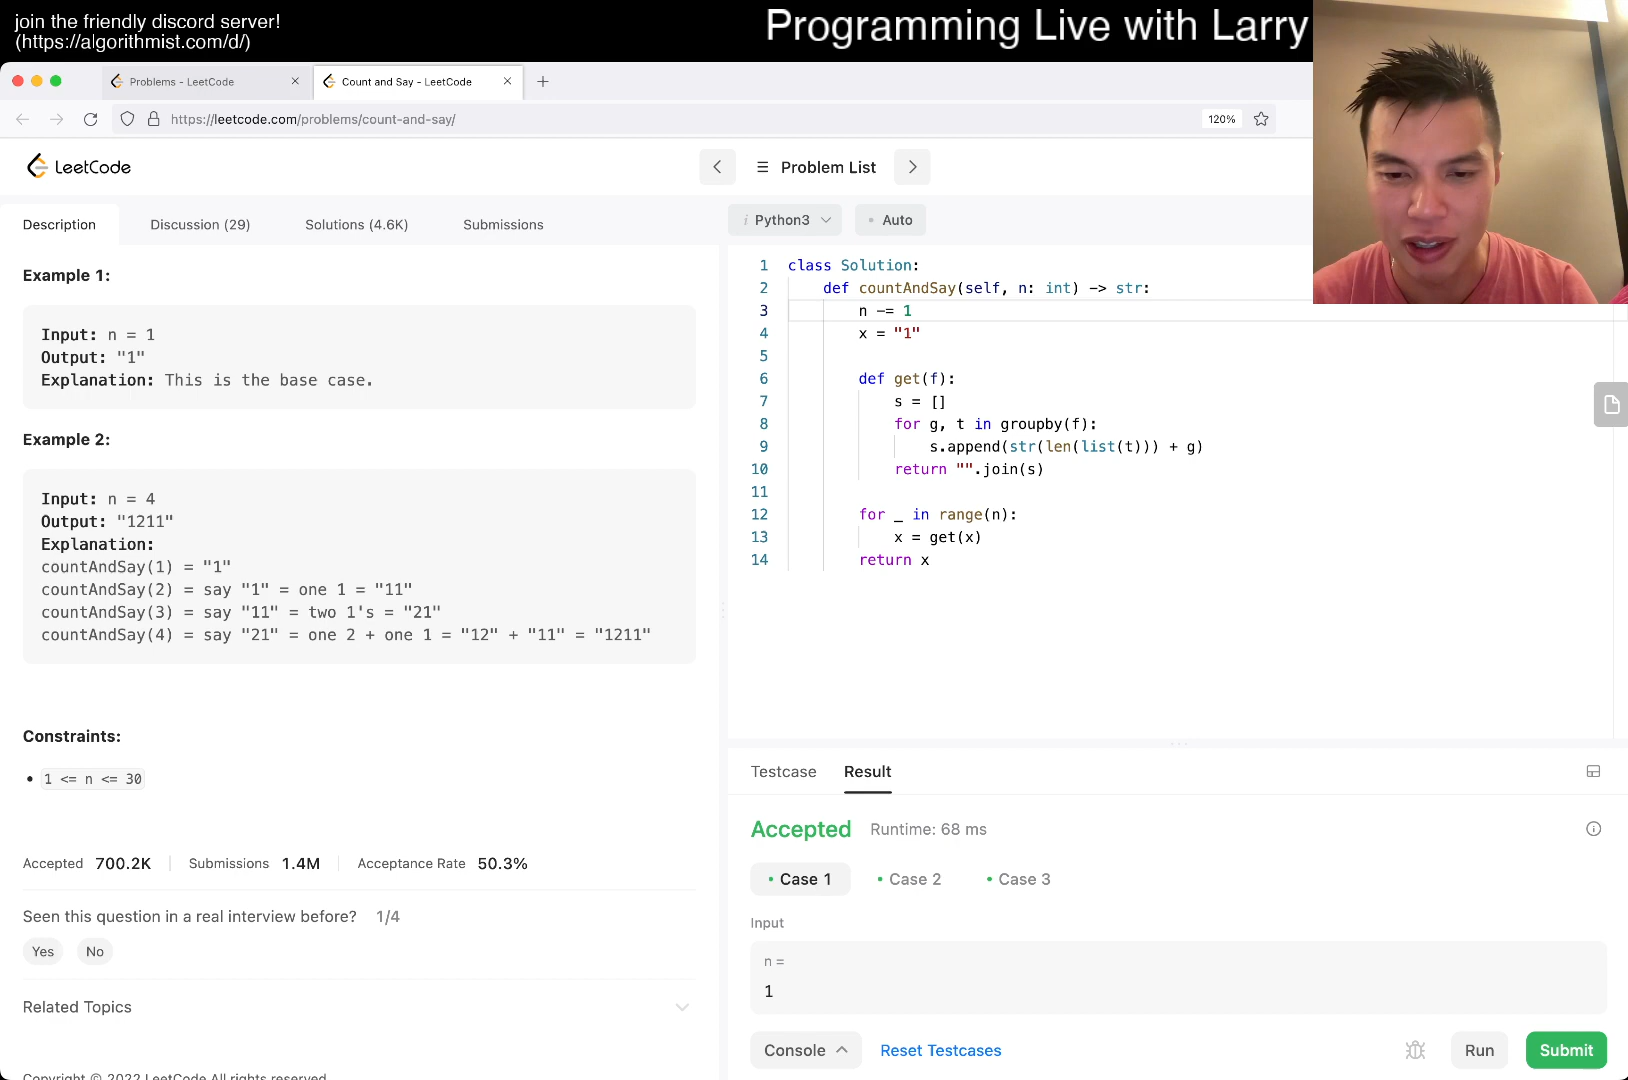 join the friendly discord server!
(https://algorithmist.com/d/)
Programming Live with Larry
Problems - LeetCode
Count and Say - LeetCode
https://leetcode.com/problems/count-and-say/
120%
LeetCode
Problem List
Description
Discussion (29)
Solutions (4.6K)
Submissions
i Python3
Auto
Example 1:
Input: n = 1
Output: "1"
Explanation: This is the base case.
Example 2:
Input: n = 4
Output: "1211"
Explanation:
countAndSay(1) = "1"
countAndSay(2) = say "1" = one 1 = "11"
countAndSay(3) = say "11" = two 1's = "21"
countAndSay(4) = say "21" = one 2 + one 1 = "12" + "11" = "1211"
Constraints:
1 <= n <= 30
Accepted 700.2K
Submissions 1.4M
Acceptance Rate 50.3%
Seen this question in a real interview before? 1/4
Yes
No
Related Topics
Copyright © 2022 LeetCode All rights reserved
1 class Solution:
2 def countAndSay(self, n: int) -> str:
3 n -= 1
4 x = "1"
5
6 def get(f):
7 s = []
8 for g, t in groupby(f):
9 s.append(str(len(list(t))) + g)
10 return "".join(s)
11
12 for _ in range(n):
13 x = get(x)
14 return x
Testcase
Result
Accepted
Runtime: 68 ms
Case 1
Case 2
Case 3
Input
n =
1
Console
Reset Testcases
Run
Submit